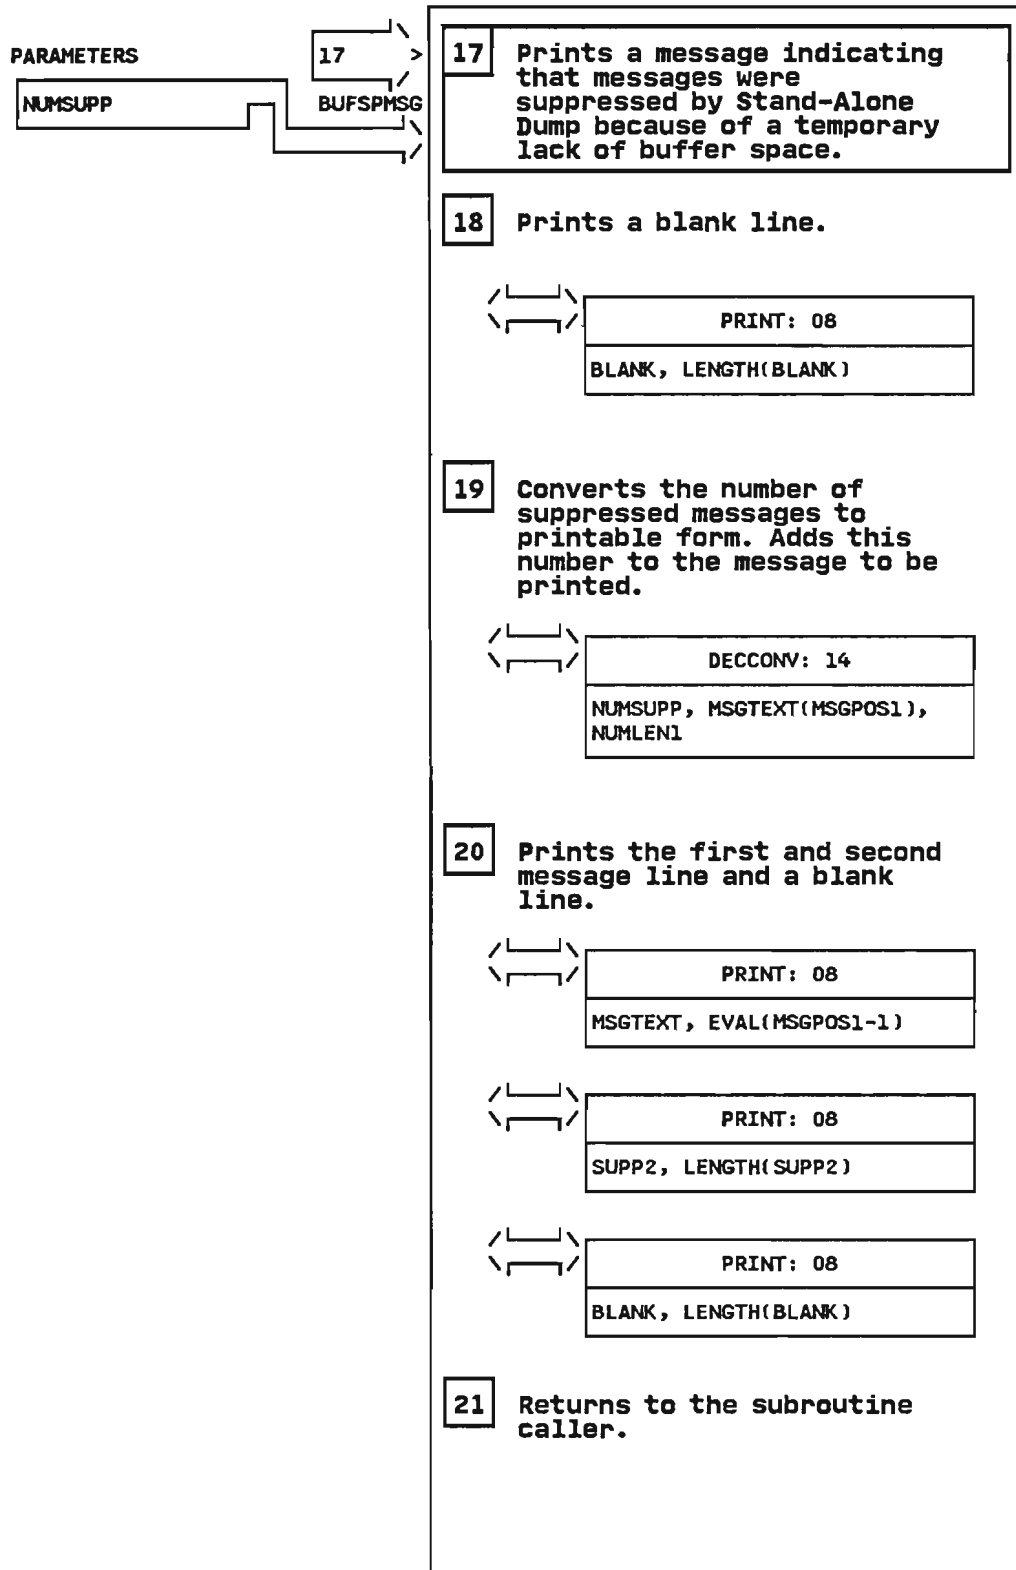 PARAMETERS
17
NUMSUPP
BUFSPMSG
17 Prints a message indicating
that messages were
suppressed by Stand-Alone
Dump because of a temporary
lack of buffer space.
18 Prints a blank line.
PRINT: 08
BLANK, LENGTH(BLANK)
19 Converts the number of
suppressed messages to
printable form. Adds this
number to the message to be
printed.
DECCONV: 14
NUMSUPP, MSGTEXT(MSGPOS1),
NUMLEN1
20 Prints the first and second
message line and a blank
line.
PRINT: 08
MSGTEXT, EVAL(MSGPOS1-1)
PRINT: 08
SUPP2, LENGTH(SUPP2)
PRINT: 08
BLANK, LENGTH(BLANK)
21 Returns to the subroutine
caller.